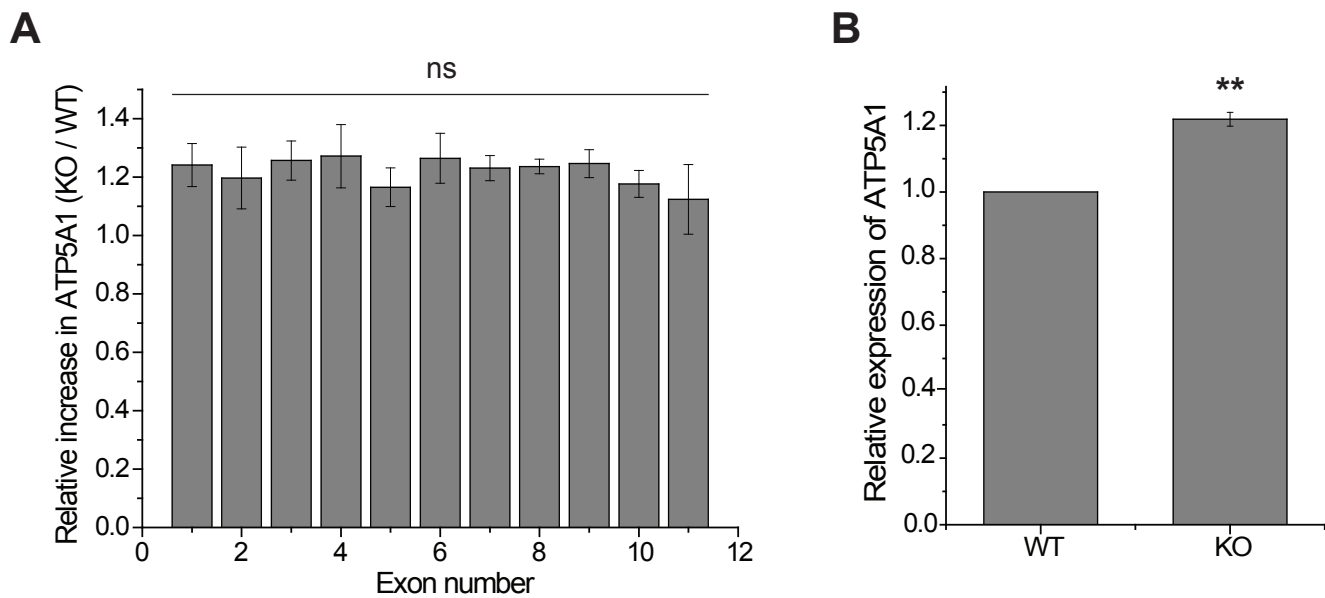 A
Relative increase in ATP5A1 (KO / WT)
ns
1.4
1.2
1.0
0.8
0.6
0.4
0.2
0.0
0
2
4
6
8
10
12
Exon number
B
Relative expression of ATP5A1
**
1.2
1.0
0.8
0.6
0.4
0.2
0.0
WT
KO